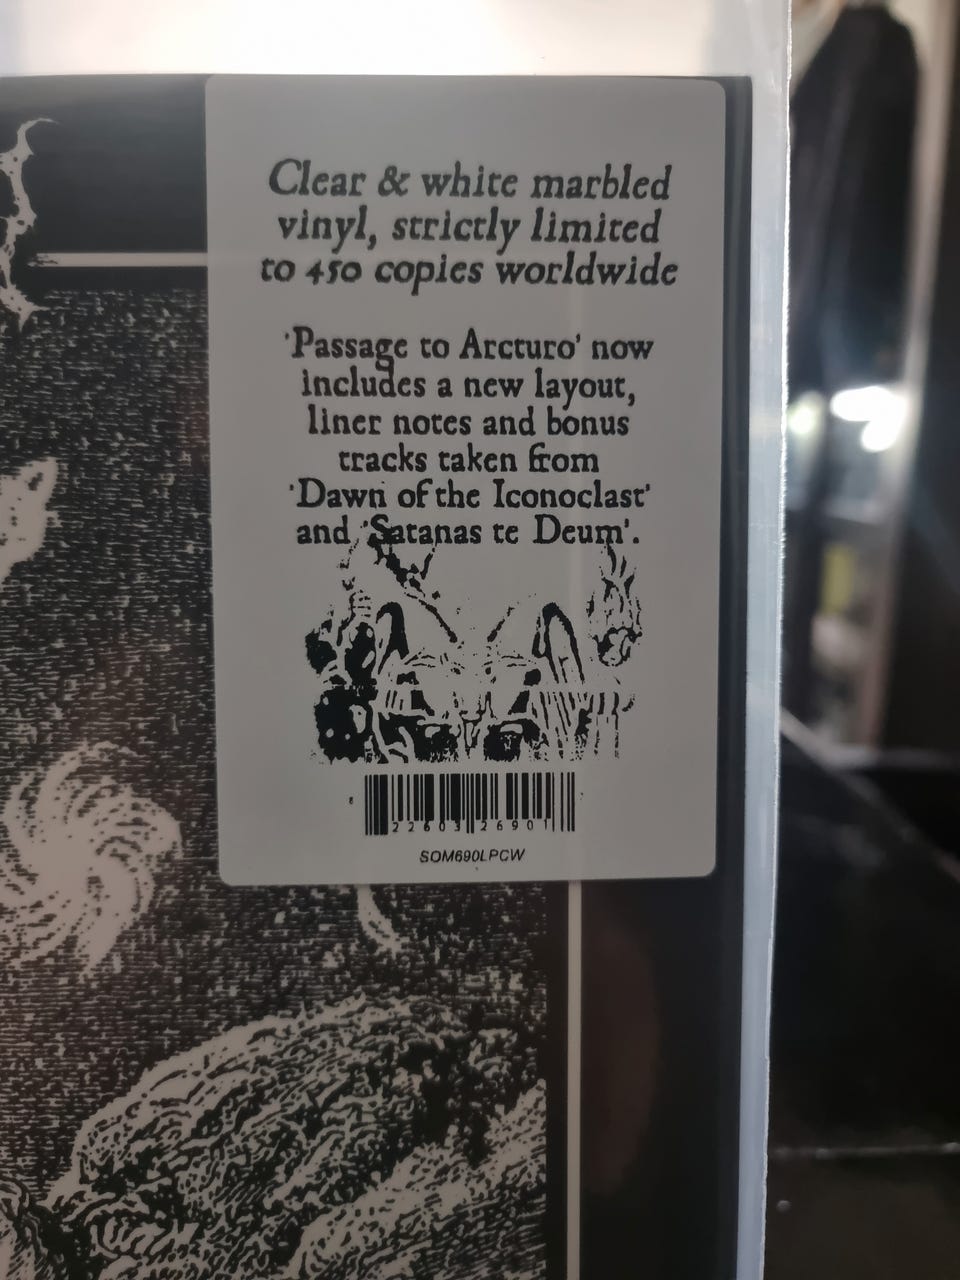 Clear & white marbled
vinyl, strictly limited
to 450 copies worldwide
'Passage to Arcturo' now
includes a new layout,
liner notes and bonus
tracks taken from
'Dawn of the Iconoclast'
and 'Satanas te Deum'.
8 22603 26901
SOM690LPCW